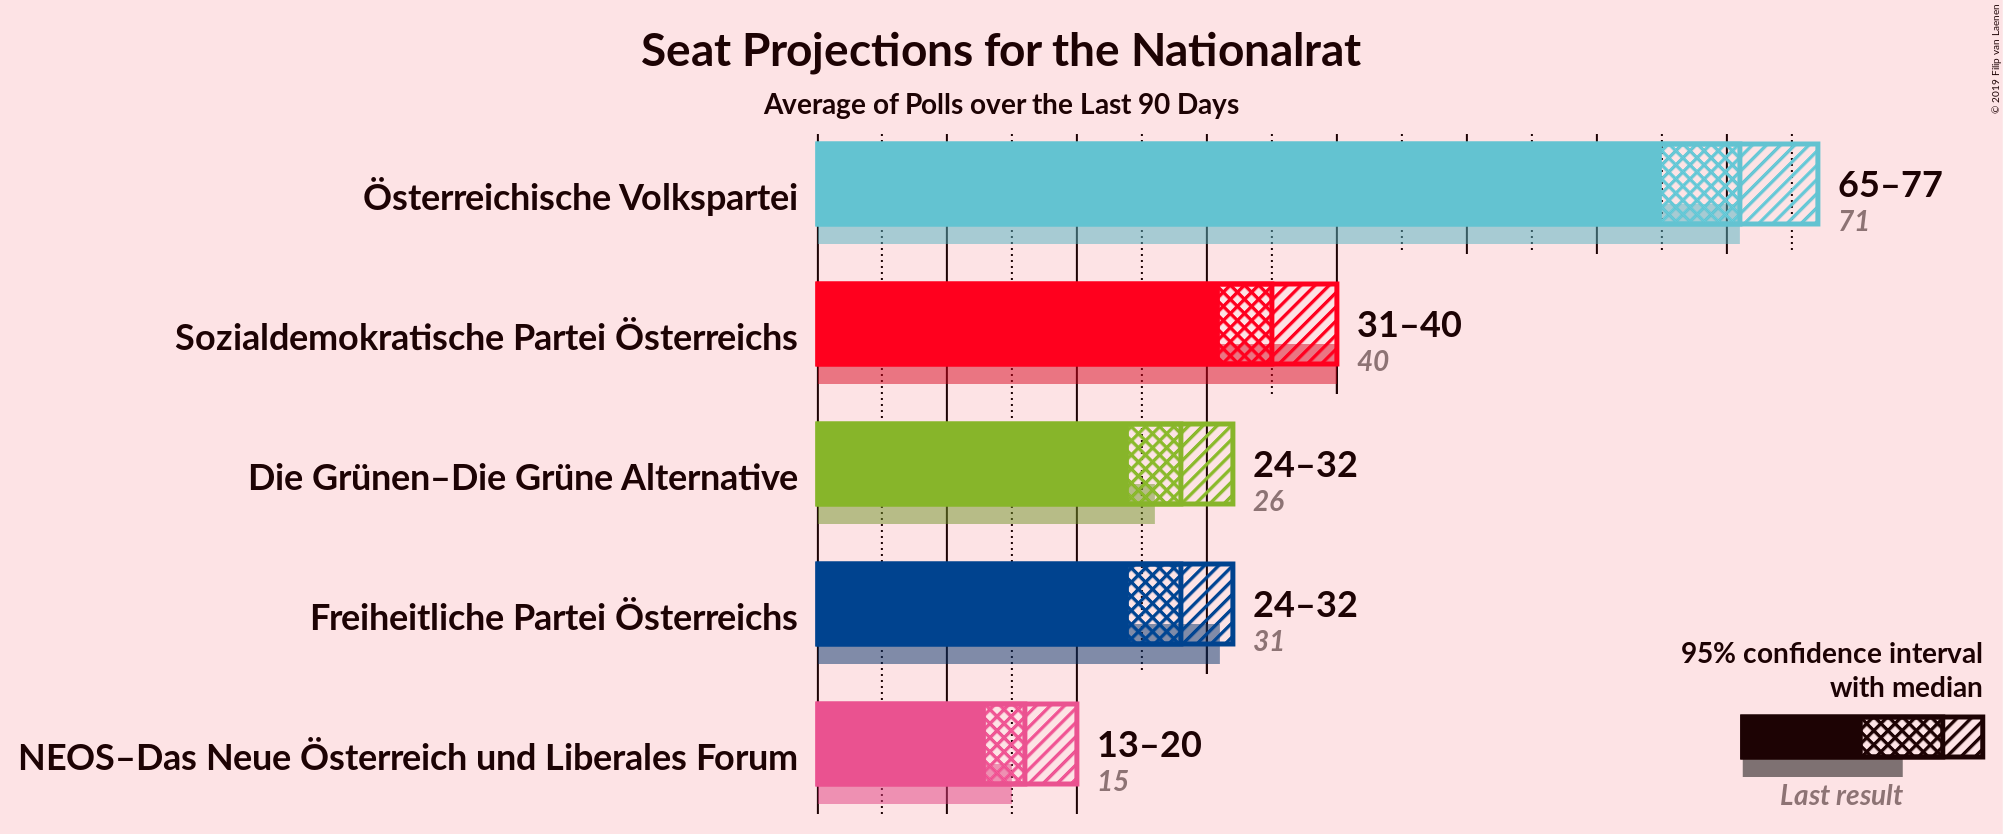 Seat Projections for the Nationalrat
Average of Polls over the Last 90 Days
© 2019 Filip van Laenen
Österreichische Volkspartei
65–77
71
Sozialdemokratische Partei Österreichs
31–40
40
Die Grünen–Die Grüne Alternative
24–32
26
Freiheitliche Partei Österreichs
24–32
31
NEOS–Das Neue Österreich und Liberales Forum
13–20
15
95% confidence interval
with median
Last result